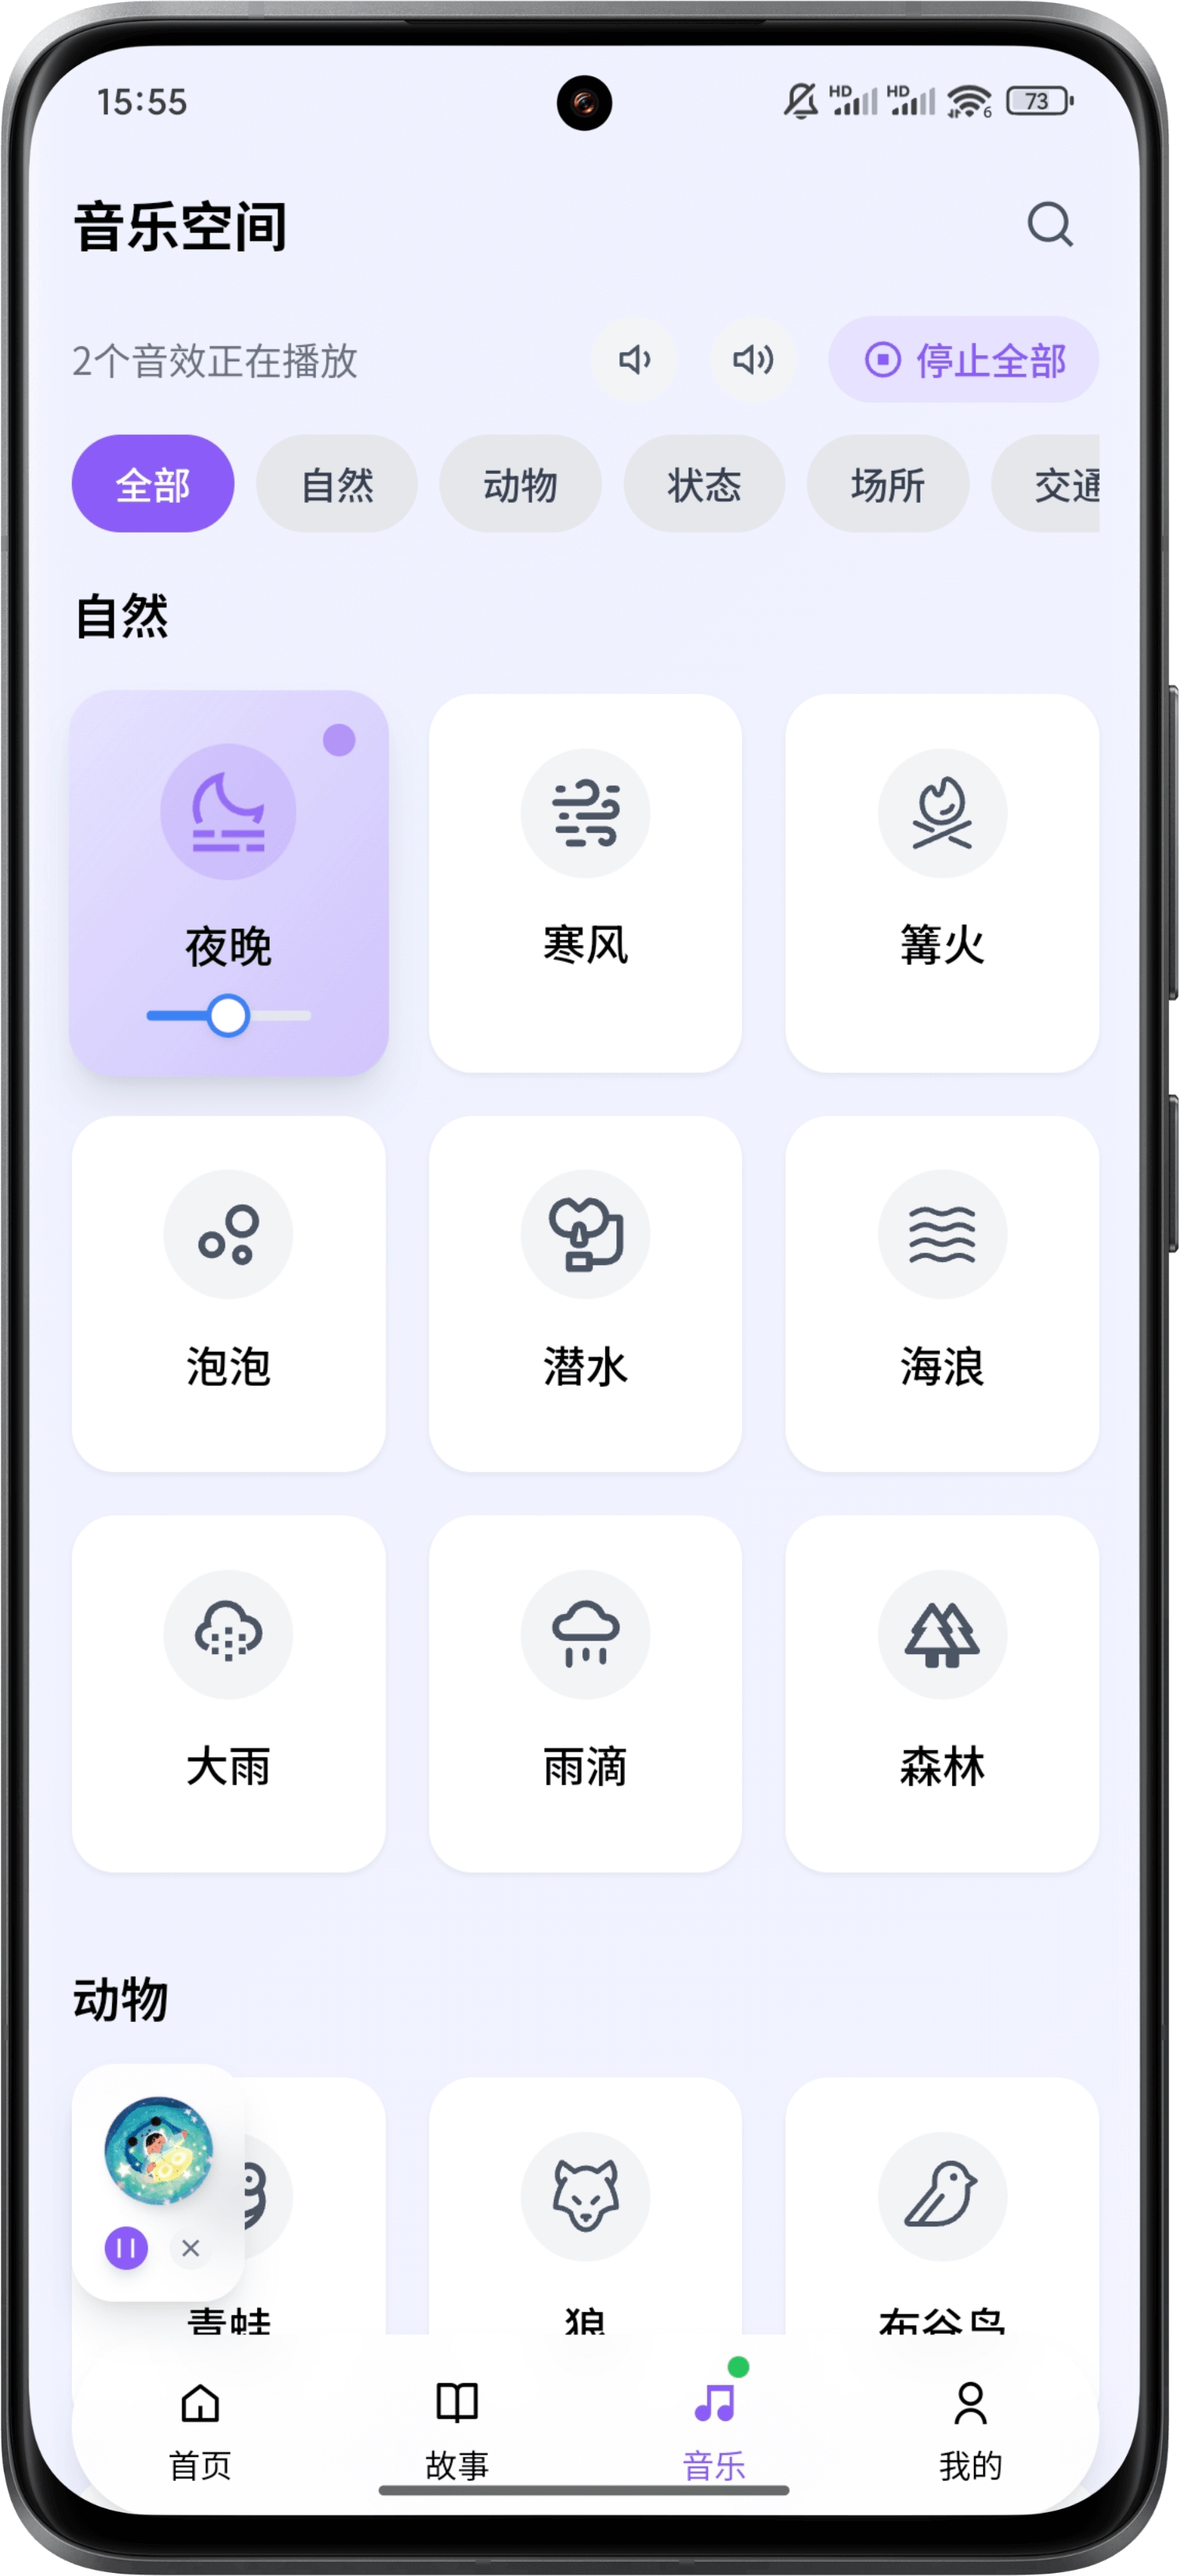 15:55 HD HD 6 73
音乐空间
2个音效正在播放 停止全部
全部 自然 动物 状态 场所 交通
自然
夜晚 寒风 篝火
泡泡 潜水 海浪
大雨 雨滴 森林
动物
青蛙 狼 布谷鸟
首页 故事 音乐 我的